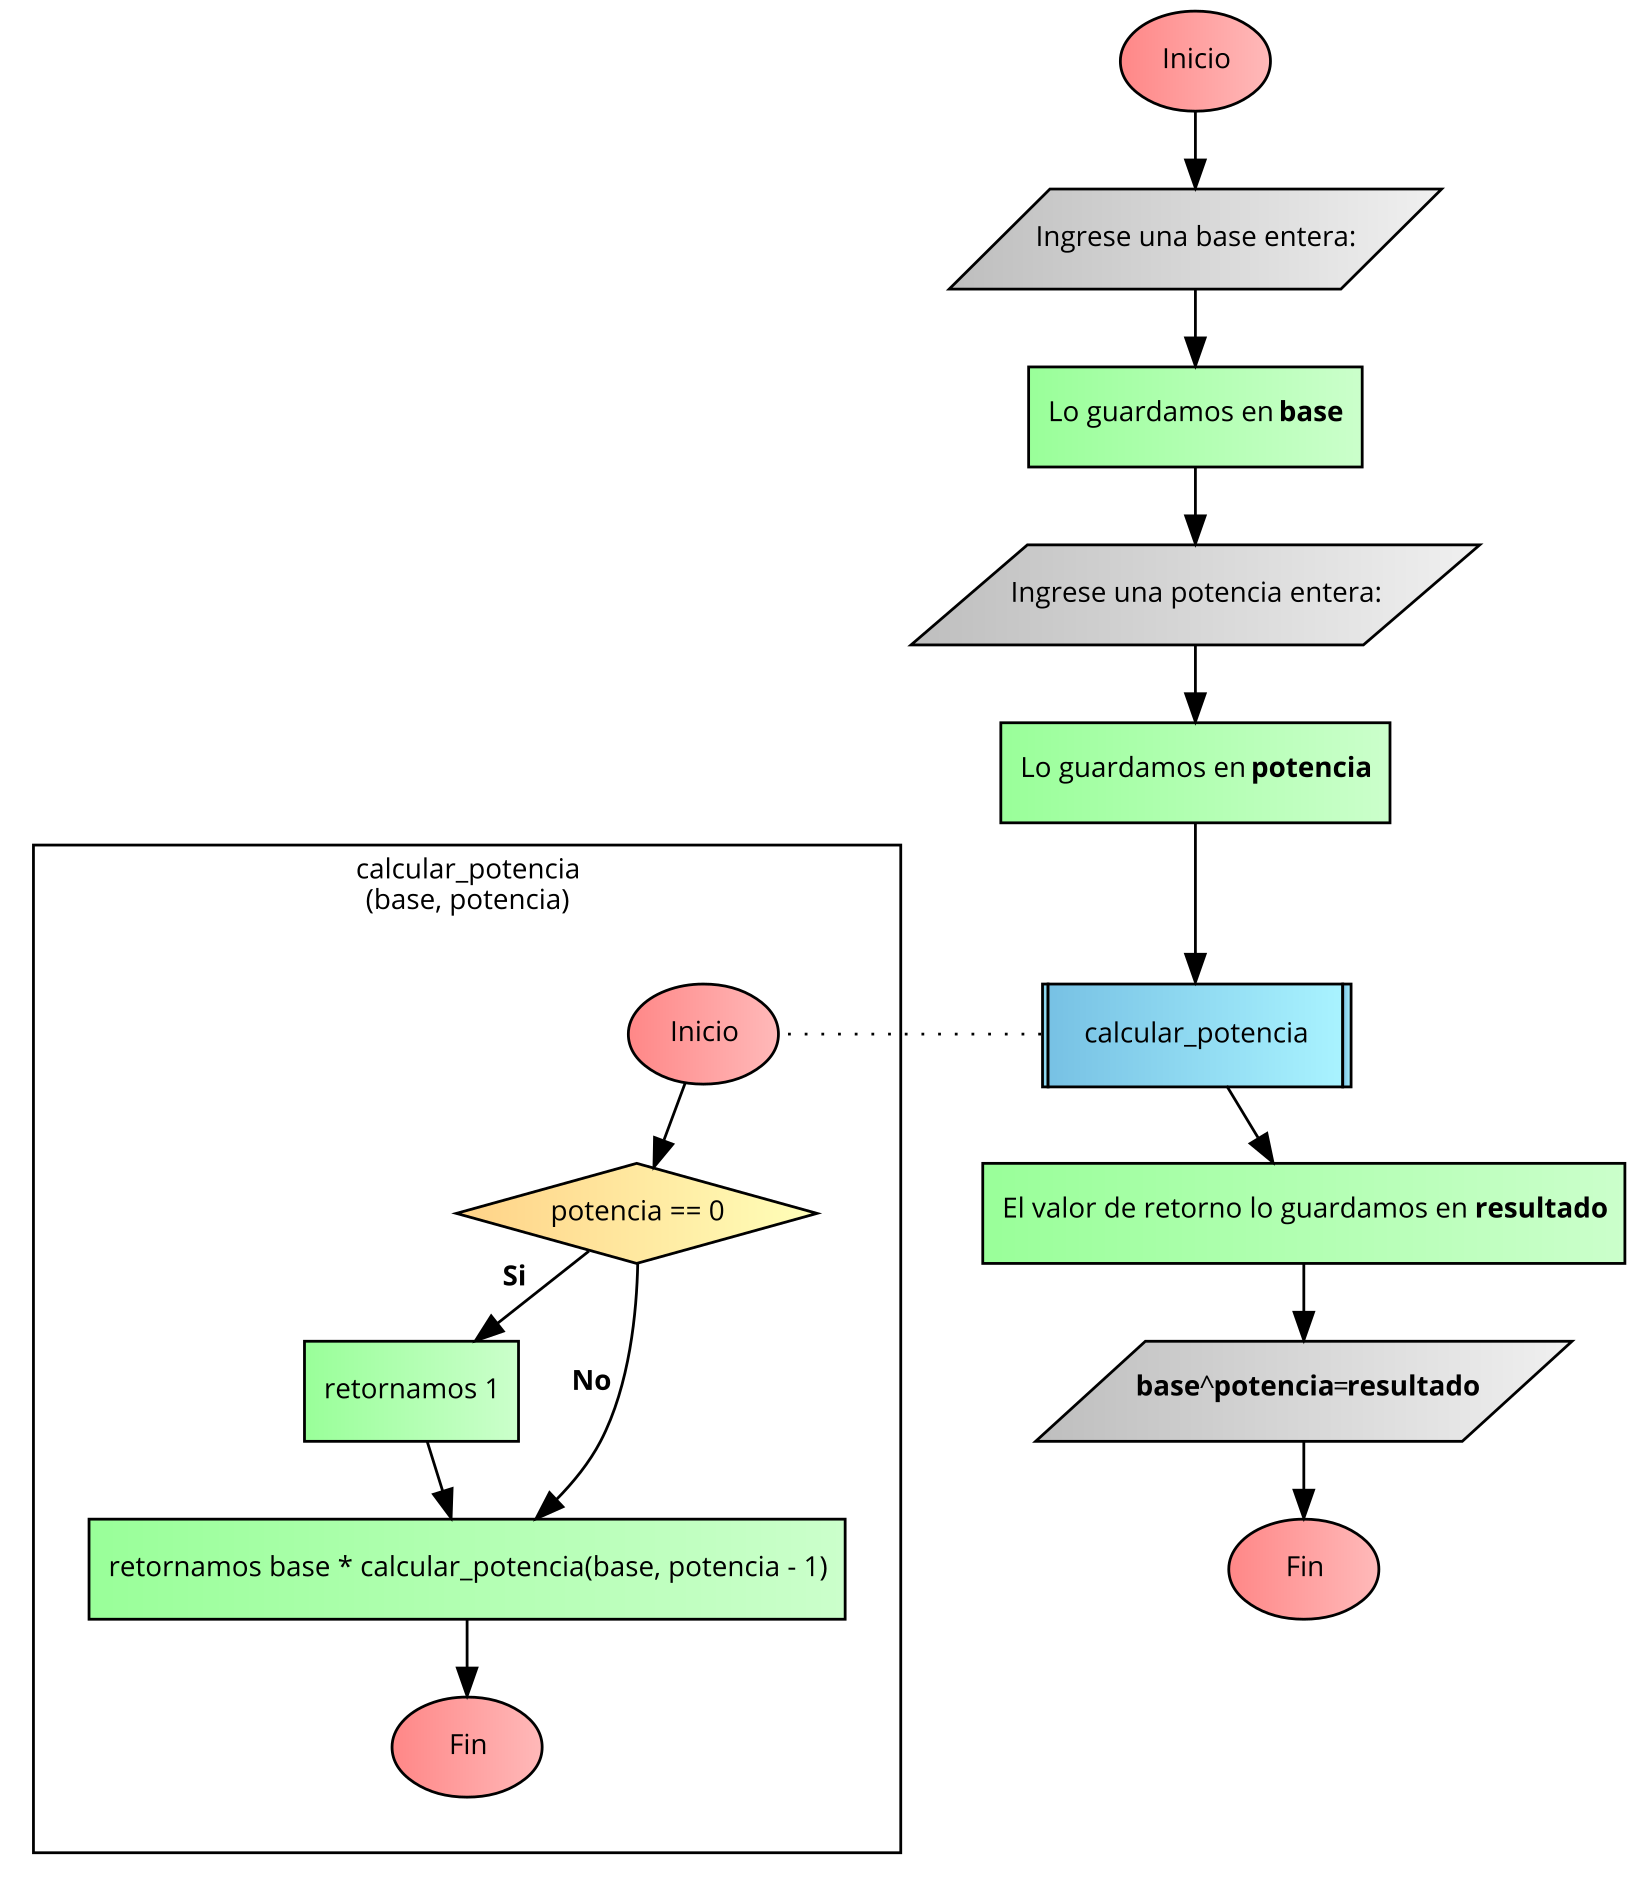 Inicio
Ingrese una base entera:
Lo guardamos en base
Ingrese una potencia entera:
Lo guardamos en potencia
calcular_potencia
El valor de retorno lo guardamos en resultado
base^potencia=resultado
Fin
calcular_potencia
(base, potencia)
Inicio
potencia == 0
Si
No
retornamos 1
retornamos base * calcular_potencia(base, potencia - 1)
Fin